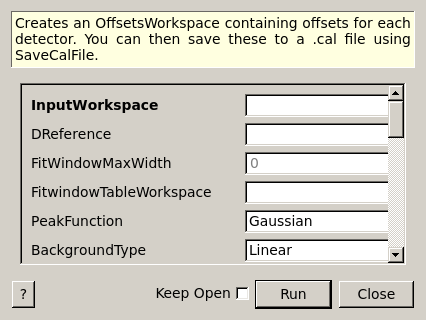 Creates an OffsetsWorkspace containing offsets for each
detector. You can then save these to a .cal file using
SaveCalFile.
InputWorkspace
DReference
FitWindowMaxWidth 0
FitwindowTableWorkspace
PeakFunction Gaussian
BackgroundType Linear
? Keep Open Run Close